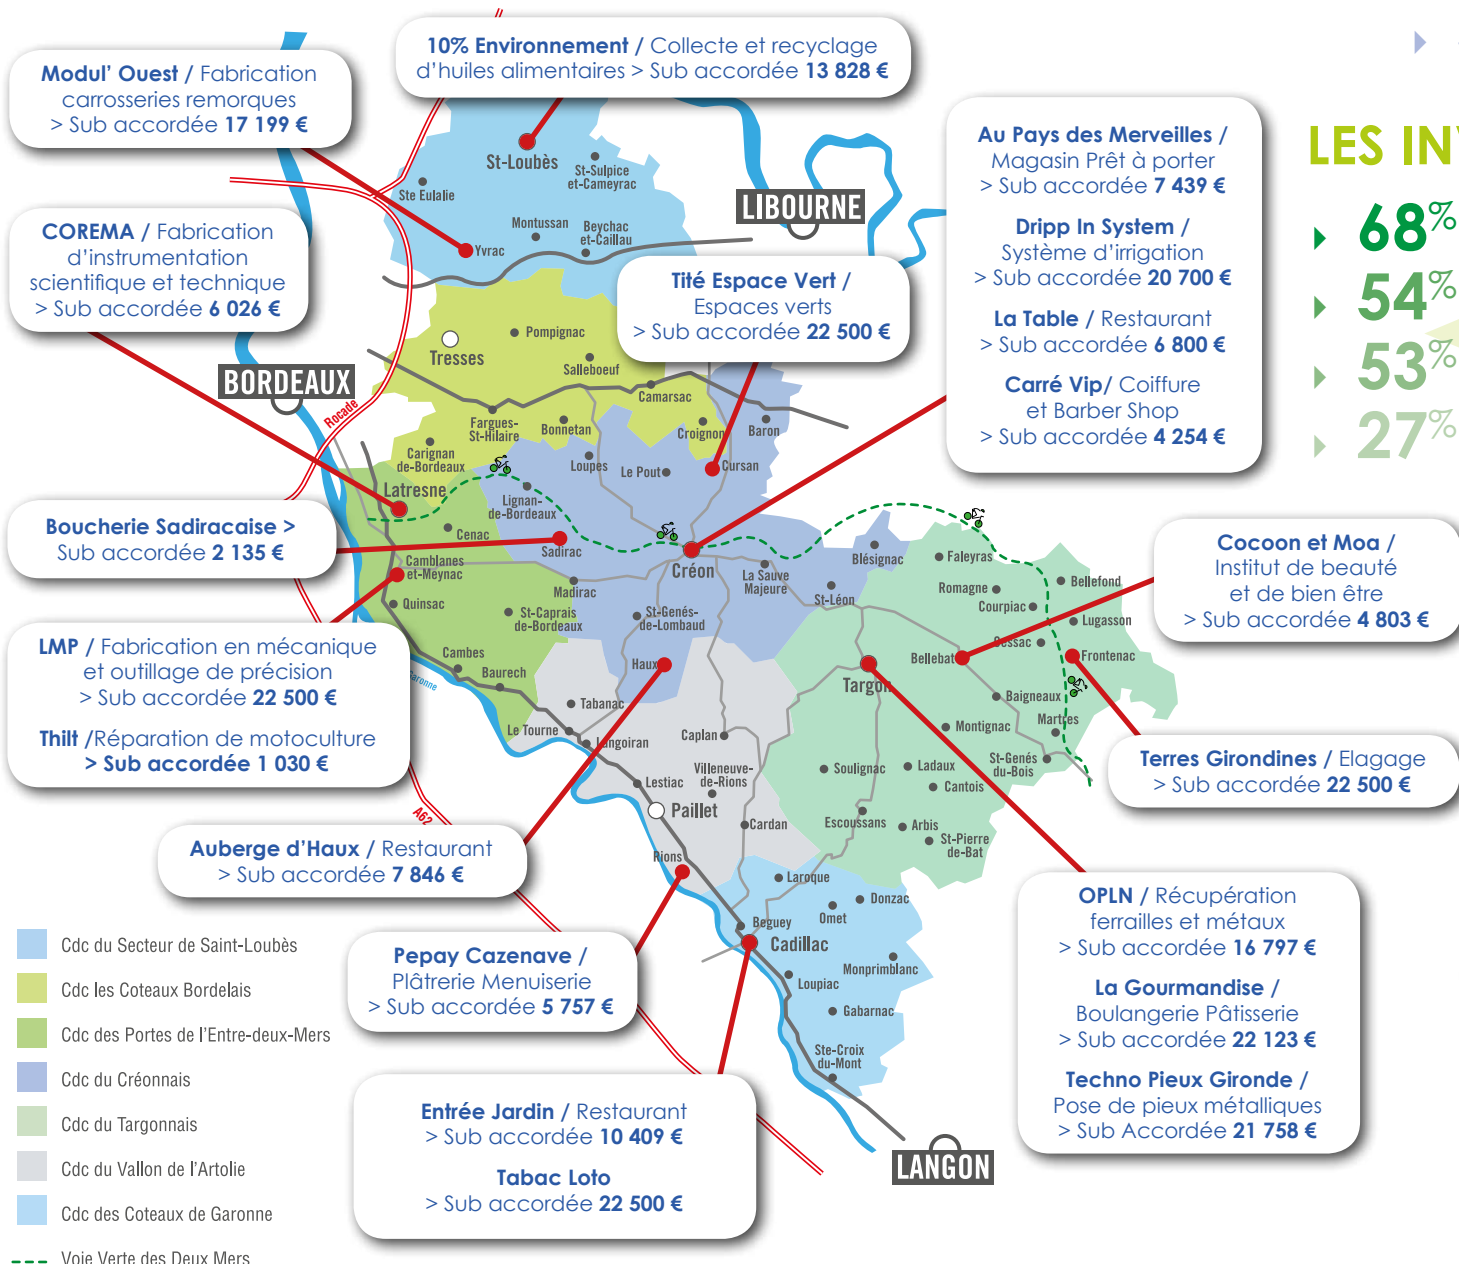 10% Environnement / Collecte et recyclage
d’huiles alimentaires > Sub accordée 13 828 €
Modul’ Ouest / Fabrication
carrosseries remorques
> Sub accordée 17 199 €
COREMA / Fabrication
d’instrumentation
scientifique et technique
> Sub accordée 6 026 €
Tité Espace Vert /
Espaces verts
> Sub accordée 22 500 €
Au Pays des Merveilles /
Magasin Prêt à porter
> Sub accordée 7 439 €
Dripp In System /
Système d’irrigation
> Sub accordée 20 700 €
La Table / Restaurant
> Sub accordée 6 800 €
Carré Vip/ Coiffure
et Barber Shop
> Sub accordée 4 254 €
LES IN
68%
54%
53%
27%
Boucherie Sadiracaise >
Sub accordée 2 135 €
LMP / Fabrication en mécanique
et outillage de précision
> Sub accordée 22 500 €
Thilt /Réparation de motoculture
> Sub accordée 1 030 €
Cocoon et Moa /
Institut de beauté
et de bien être
> Sub accordée 4 803 €
Terres Girondines / Elagage
> Sub accordée 22 500 €
Auberge d’Haux / Restaurant
> Sub accordée 7 846 €
Pepay Cazenave /
Plâtrerie Menuiserie
> Sub accordée 5 757 €
Entrée Jardin / Restaurant
> Sub accordée 10 409 €
Tabac Loto
> Sub accordée 22 500 €
OPLN / Récupération
ferrailles et métaux
> Sub accordée 16 797 €
La Gourmandise /
Boulangerie Pâtisserie
> Sub accordée 22 123 €
Techno Pieux Gironde /
Pose de pieux métalliques
> Sub Accordée 21 758 €
St-Loubès
St-Sulpice
et-Cameyrac
Ste Eulalie
Montussan
Beychac
et-Caillau
Yvrac
LIBOURNE
BORDEAUX
Rocade
Tresses
Pompignac
Salleboeuf
Camarsac
Fargues-
St-Hilaire
Bonnetan
Croignon
Baron
Carignan
de-Bordeaux
Loupes
Le Pout
Cursan
Latresne
Lignan-
de-Bordeaux
Cenac
Sadirac
Créon
Camblanes
et-Meynac
Madirac
La Sauve
Majeure
Blésignac
St-Léon
Quinsac
St-Caprais
de-Bordeaux
St-Genés-
de-Lombaud
Faleyras
Romagne
Bellefond
Courpiac
Lugasson
Bellebat
Frontenac
Targon
Baigneaux
Martres
Montignac
St-Genés
du-Bois
Cambes
Baurech
Haux
Tabanac
Le Tourne
Langoiran
Caplan
Lestiac
Villeneuve-
de-Rions
Soulignac
Ladaux
Cantois
Paillet
Cardan
Escoussans
Arbis
St-Pierre
de-Bat
A62
Rions
Laroque
Donzac
Omet
Beguey
Cadillac
Monprimblanc
Loupiac
Gabarnac
Ste-Croix
du-Mont
LANGON
Cdc du Secteur de Saint-Loubès
Cdc les Coteaux Bordelais
Cdc des Portes de l’Entre-deux-Mers
Cdc du Créonnais
Cdc du Targonnais
Cdc du Vallon de l’Artolie
Cdc des Coteaux de Garonne
Voie Verte des Deux Mers